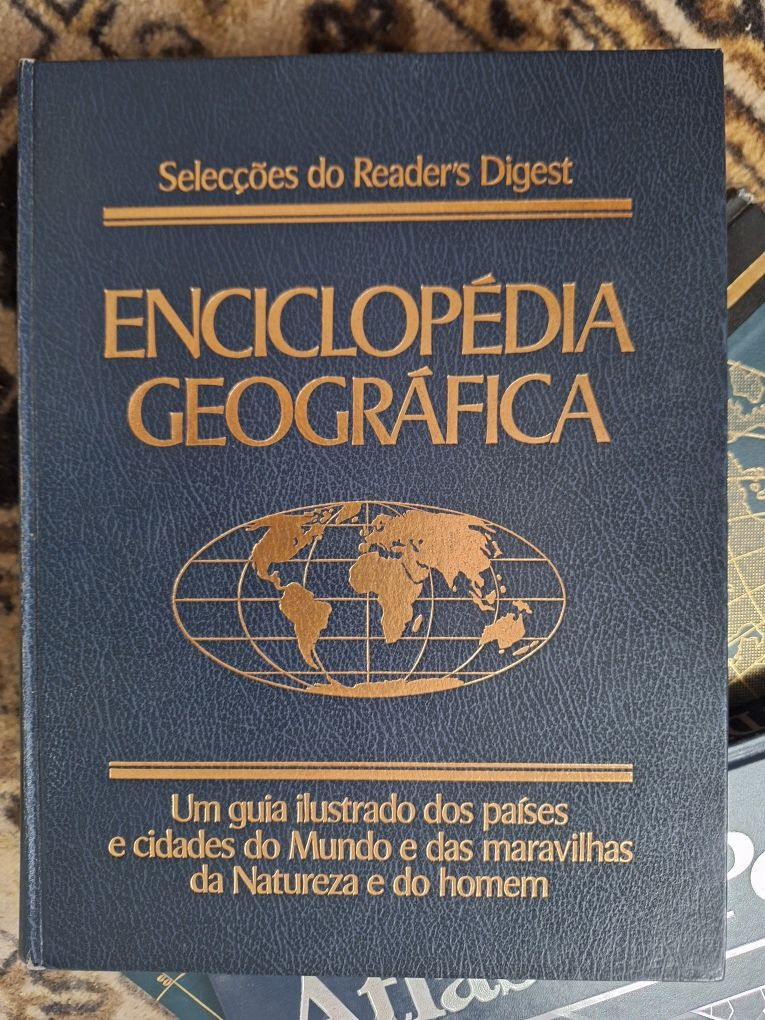 Selecções do Reader's Digest
ENCICLOPÉDIA
GEOGRÁFICA
Um guia ilustrado dos países
e cidades do Mundo e das maravilhas
da Natureza e do homem